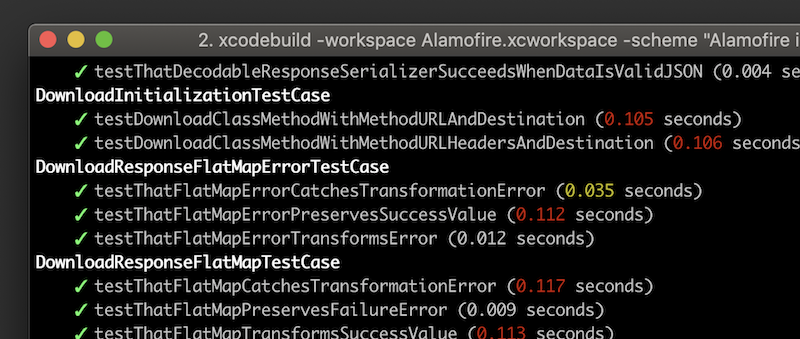 2. xcodebuild -workspace Alamofire.xcworkspace -scheme "Alamofire i
✓ testThatDecodableResponseSerializerSucceedsWhenDataIsValidJSON (0.004 se
DownloadInitializationTestCase
✓ testDownloadClassMethodWithMethodURLAndDestination (0.105 seconds)
✓ testDownloadClassMethodWithMethodURLHeadersAndDestination (0.106 seconds
DownloadResponseFlatMapErrorTestCase
✓ testThatFlatMapErrorCatchesTransformationError (0.035 seconds)
✓ testThatFlatMapErrorPreservesSuccessValue (0.112 seconds)
✓ testThatFlatMapErrorTransformsError (0.012 seconds)
DownloadResponseFlatMapTestCase
✓ testThatFlatMapCatchesTransformationError (0.117 seconds)
✓ testThatFlatMapPreservesFailureError (0.009 seconds)
✓ testThatFlatMapTransformsSuccessValue (0.113 seconds)